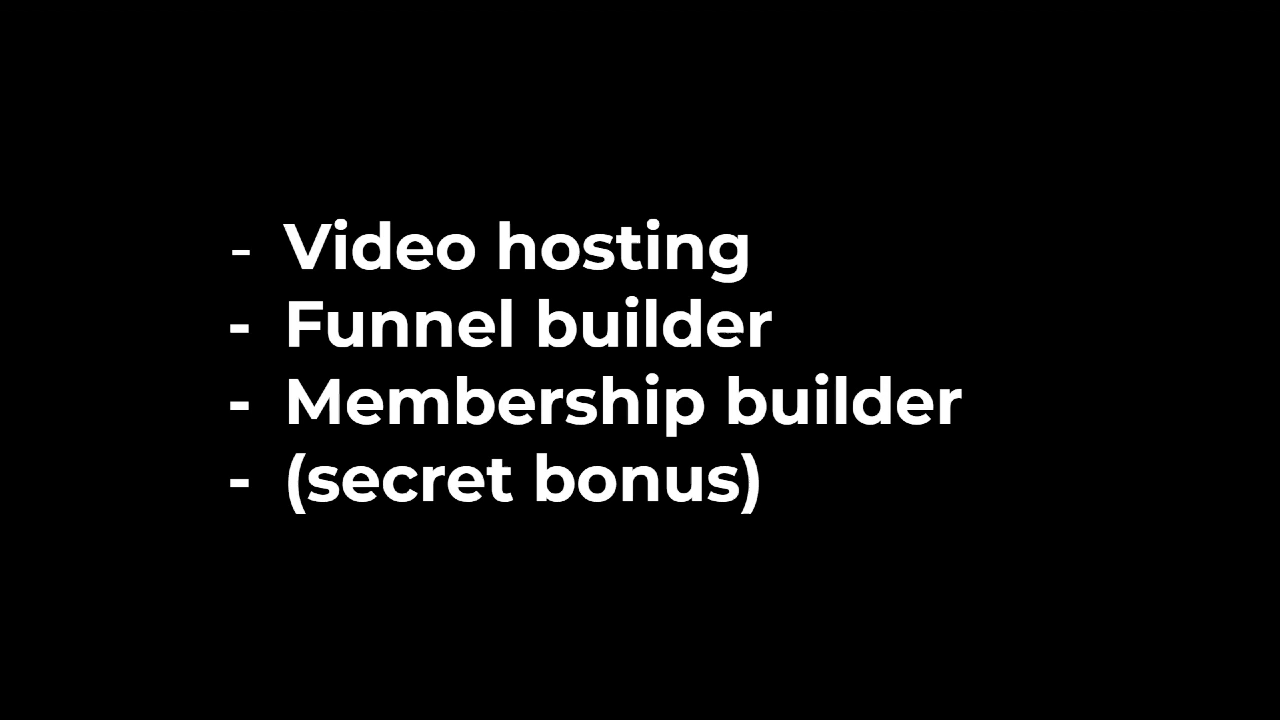 - Video hosting
- Funnel builder
- Membership builder
- (secret bonus)